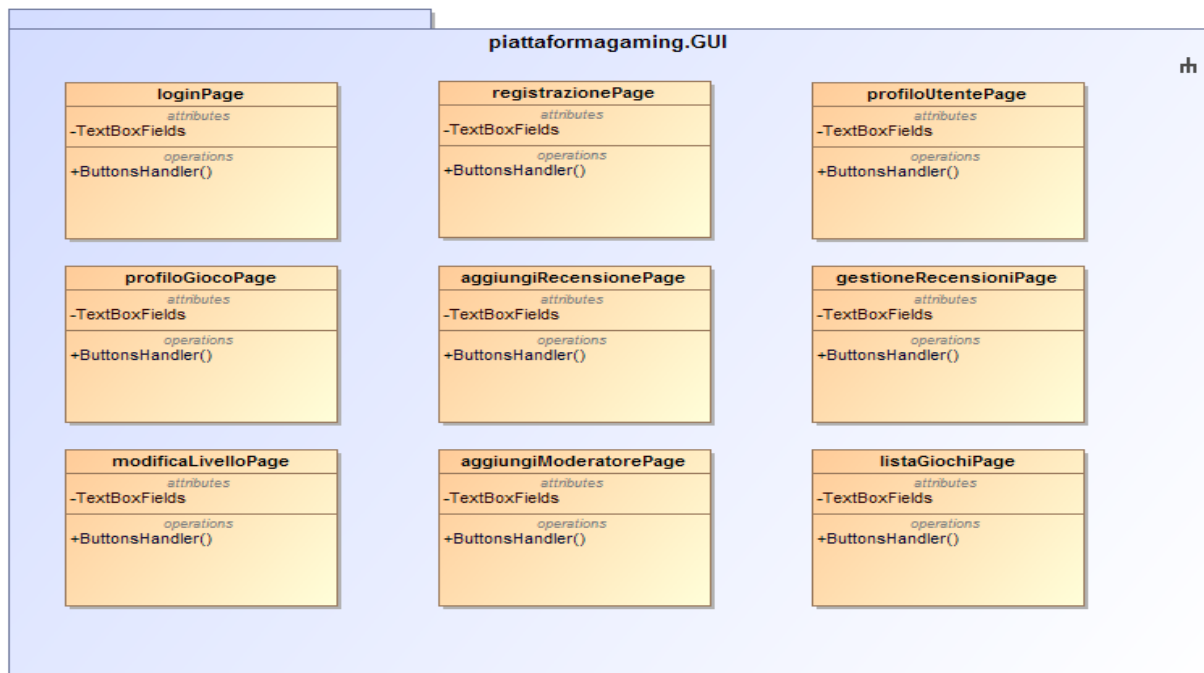 piattaformagaming.GUI
loginPage
attributes
-TextBoxFields
operations
+ButtonsHandler()
registrazionePage
attributes
-TextBoxFields
operations
+ButtonsHandler()
profiloUtentePage
attributes
-TextBoxFields
operations
+ButtonsHandler()
profiloGiocoPage
attributes
-TextBoxFields
operations
+ButtonsHandler()
aggiungiRecensionePage
attributes
-TextBoxFields
operations
+ButtonsHandler()
gestioneRecensioniPage
attributes
-TextBoxFields
operations
+ButtonsHandler()
modificaLivelloPage
attributes
-TextBoxFields
operations
+ButtonsHandler()
aggiungiModeratorePage
attributes
-TextBoxFields
operations
+ButtonsHandler()
listaGiochiPage
attributes
-TextBoxFields
operations
+ButtonsHandler()